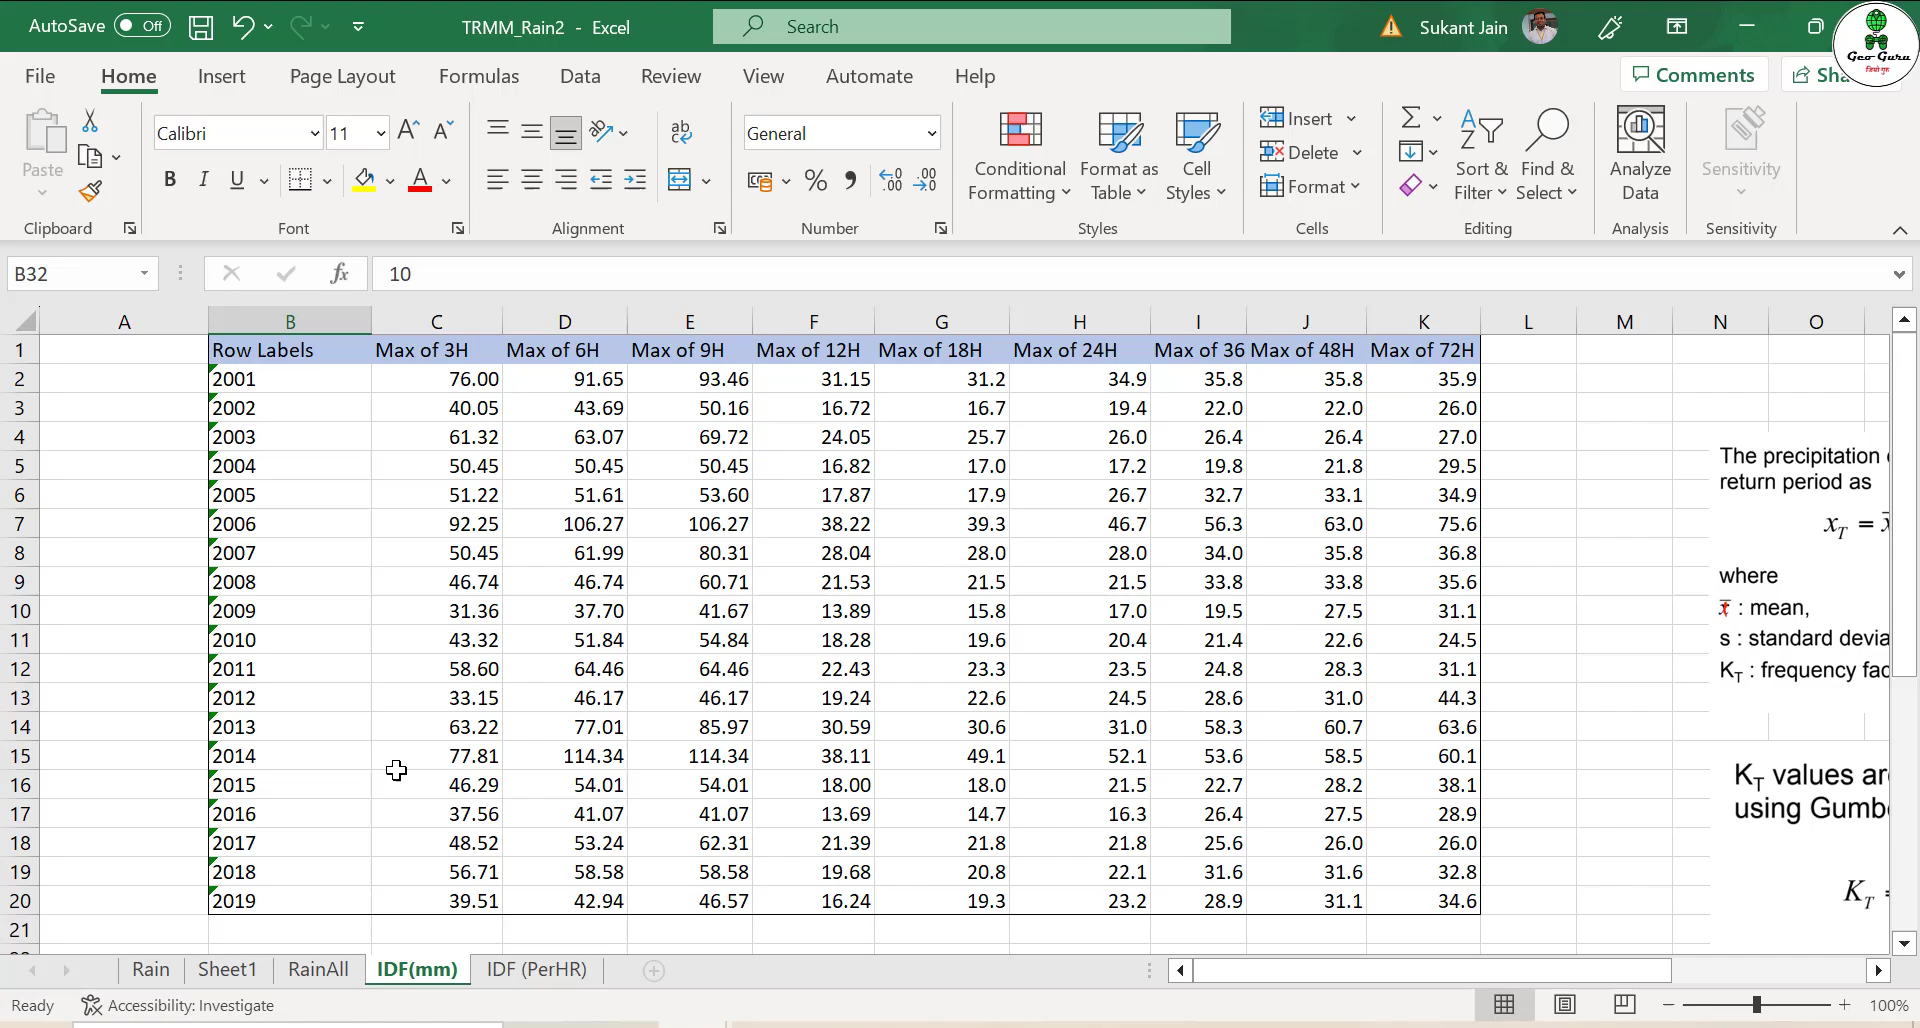 AutoSave Off TRMM_Rain2 - Excel Search Sukant Jain
Geo Guru
जियो गुरु
File Home Insert Page Layout Formulas Data Review View Automate Help Comments
Paste Calibri 11 General Conditional Formatting Format as Table Cell Styles Insert Delete Format Sort & Filter Find & Select Analyze Data Sensitivity
Clipboard Font Alignment Number Styles Cells Editing Analysis Sensitivity
B32 fx 10
A B C D E F G H I J K L M N O
1 Row Labels Max of 3H Max of 6H Max of 9H Max of 12H Max of 18H Max of 24H Max of 36 Max of 48H Max of 72H
2 2001 76.00 91.65 93.46 31.15 31.2 34.9 35.8 35.8 35.9
3 2002 40.05 43.69 50.16 16.72 16.7 19.4 22.0 22.0 26.0
4 2003 61.32 63.07 69.72 24.05 25.7 26.0 26.4 26.4 27.0
5 2004 50.45 50.45 50.45 16.82 17.0 17.2 19.8 21.8 29.5
6 2005 51.22 51.61 53.60 17.87 17.9 26.7 32.7 33.1 34.9
7 2006 92.25 106.27 106.27 38.22 39.3 46.7 56.3 63.0 75.6
8 2007 50.45 61.99 80.31 28.04 28.0 28.0 34.0 35.8 36.8
9 2008 46.74 46.74 60.71 21.53 21.5 21.5 33.8 33.8 35.6
10 2009 31.36 37.70 41.67 13.89 15.8 17.0 19.5 27.5 31.1
11 2010 43.32 51.84 54.84 18.28 19.6 20.4 21.4 22.6 24.5
12 2011 58.60 64.46 64.46 22.43 23.3 23.5 24.8 28.3 31.1
13 2012 33.15 46.17 46.17 19.24 22.6 24.5 28.6 31.0 44.3
14 2013 63.22 77.01 85.97 30.59 30.6 31.0 58.3 60.7 63.6
15 2014 77.81 114.34 114.34 38.11 49.1 52.1 53.6 58.5 60.1
16 2015 46.29 54.01 54.01 18.00 18.0 21.5 22.7 28.2 38.1
17 2016 37.56 41.07 41.07 13.69 14.7 16.3 26.4 27.5 28.9
18 2017 48.52 53.24 62.31 21.39 21.8 21.8 25.6 26.0 26.0
19 2018 56.71 58.58 58.58 19.68 20.8 22.1 31.6 31.6 32.8
20 2019 39.51 42.94 46.57 16.24 19.3 23.2 28.9 31.1 34.6
21
The precipitation
return period as
x_T = x̄
where
x̄ : mean,
s : standard devia
K_T : frequency fac
K_T values ar
using Gumb
K_T =
Rain Sheet1 RainAll IDF(mm) IDF (PerHR)
Ready Accessibility: Investigate 100%